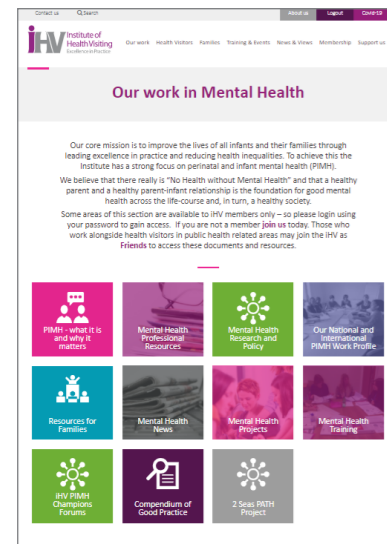 Contact us
Search
About us
Logout
Covid-19
iHV Institute of
Health Visiting
Excellence in Practice
Our work Health Visitors Families Training & Events News & Views Membership Support us
Our work in Mental Health
Our core mission is to improve the lives of all infants and their families through
leading excellence in practice and reducing health inequalities. To achieve this the
Institute has a strong focus on perinatal and infant mental health (PIMH).
We believe that there really is "No Health without Mental Health" and that a healthy
parent and a healthy parent-infant relationship is the foundation for good mental
health across the life-course and, in turn, a healthy society.
Some areas of this section are available to iHV members only – so please login using
your password to gain access. If you are not a member join us today. Those who
work alongside health visitors in public health related areas may join the iHV as
Friends to access these documents and resources.
PIMH - what it is
and why it
matters
Mental Health
Professional
Resources
Mental Health
Research and
Policy
Our National and
International
PIMH Work Profile
Resources for
Families
Mental Health
News
Mental Health
Projects
Mental Health
Training
iHV PIMH
Champions
Forums
Compendium of
Good Practice
2 Seas PATH
Project